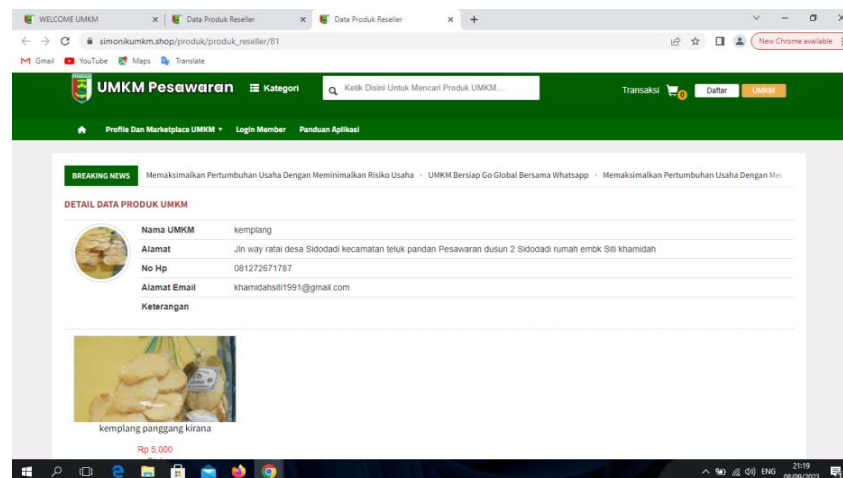 WELCOME UMKM
Data Produk Reseller
Data Produk Reseller
simonikumkm.shop/produk/produk_reseller/81
New Chrome available
Gmail YouTube Maps Translate
UMKM Pesawaran Kategori Ketik Disini Untuk Mencari Produk UMKM.... Transaksi 0 Daftar UMKM
Profile Dan Marketplace UMKM Login Member Panduan Aplikasi
BREAKING NEWS Memaksimalkan Pertumbuhan Usaha Dengan Meminimalkan Risiko Usaha UMKM Bersiap Go Global Bersama Whatsapp Memaksimalkan Pertumbuhan Usaha Dengan
DETAIL DATA PRODUK UMKM
Nama UMKM kemplang
Alamat Jln way ratai desa Sidodadi kecamatan teluk pandan Pesawaran dusun 2 Sidodadi rumah embk Siti khamidah
No Hp 081272671787
Alamat Email khamidahsiti1991@gmail.com
Keterangan
kemplang panggang kirana
Rp 5,000
ENG 21:19
08/09/2023